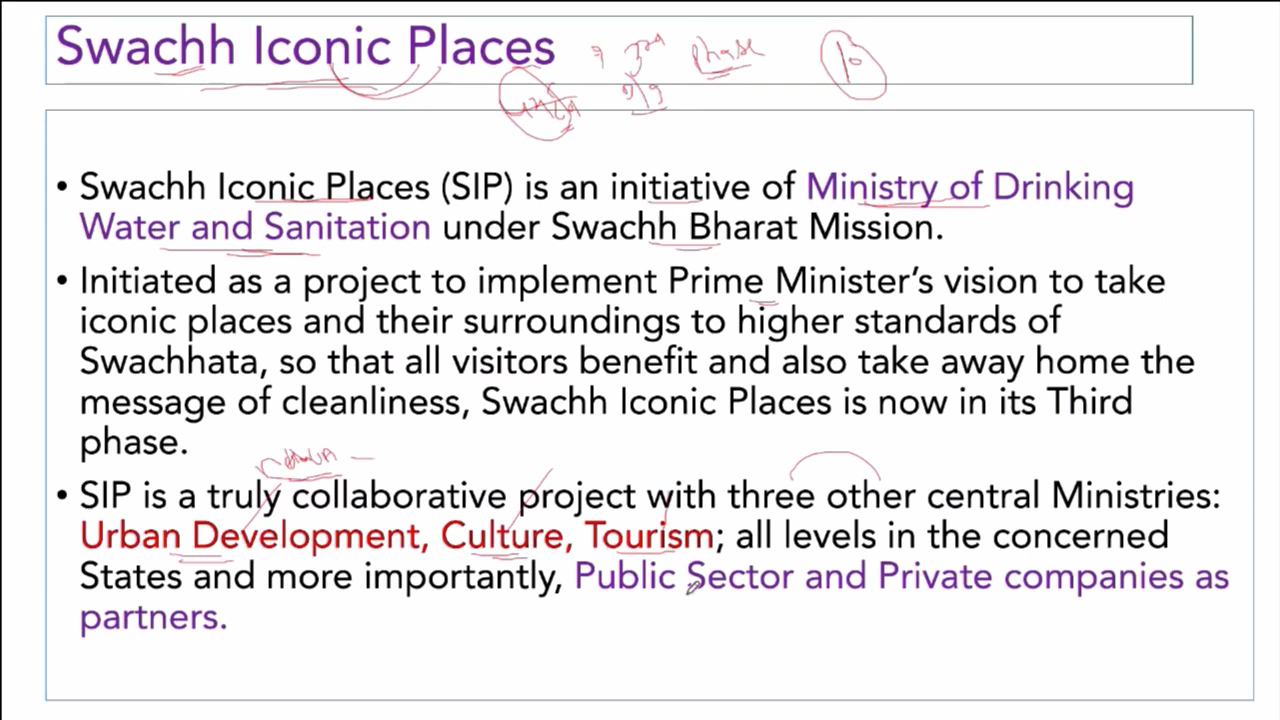 Swachh Iconic Places
3rd phase
10
• Swachh Iconic Places (SIP) is an initiative of Ministry of Drinking
Water and Sanitation under Swachh Bharat Mission.
• Initiated as a project to implement Prime Minister’s vision to take
iconic places and their surroundings to higher standards of
Swachhata, so that all visitors benefit and also take away home the
message of cleanliness, Swachh Iconic Places is now in its Third
phase.
• SIP is a truly collaborative project with three other central Ministries:
Urban Development, Culture, Tourism; all levels in the concerned
States and more importantly, Public Sector and Private companies as
partners.